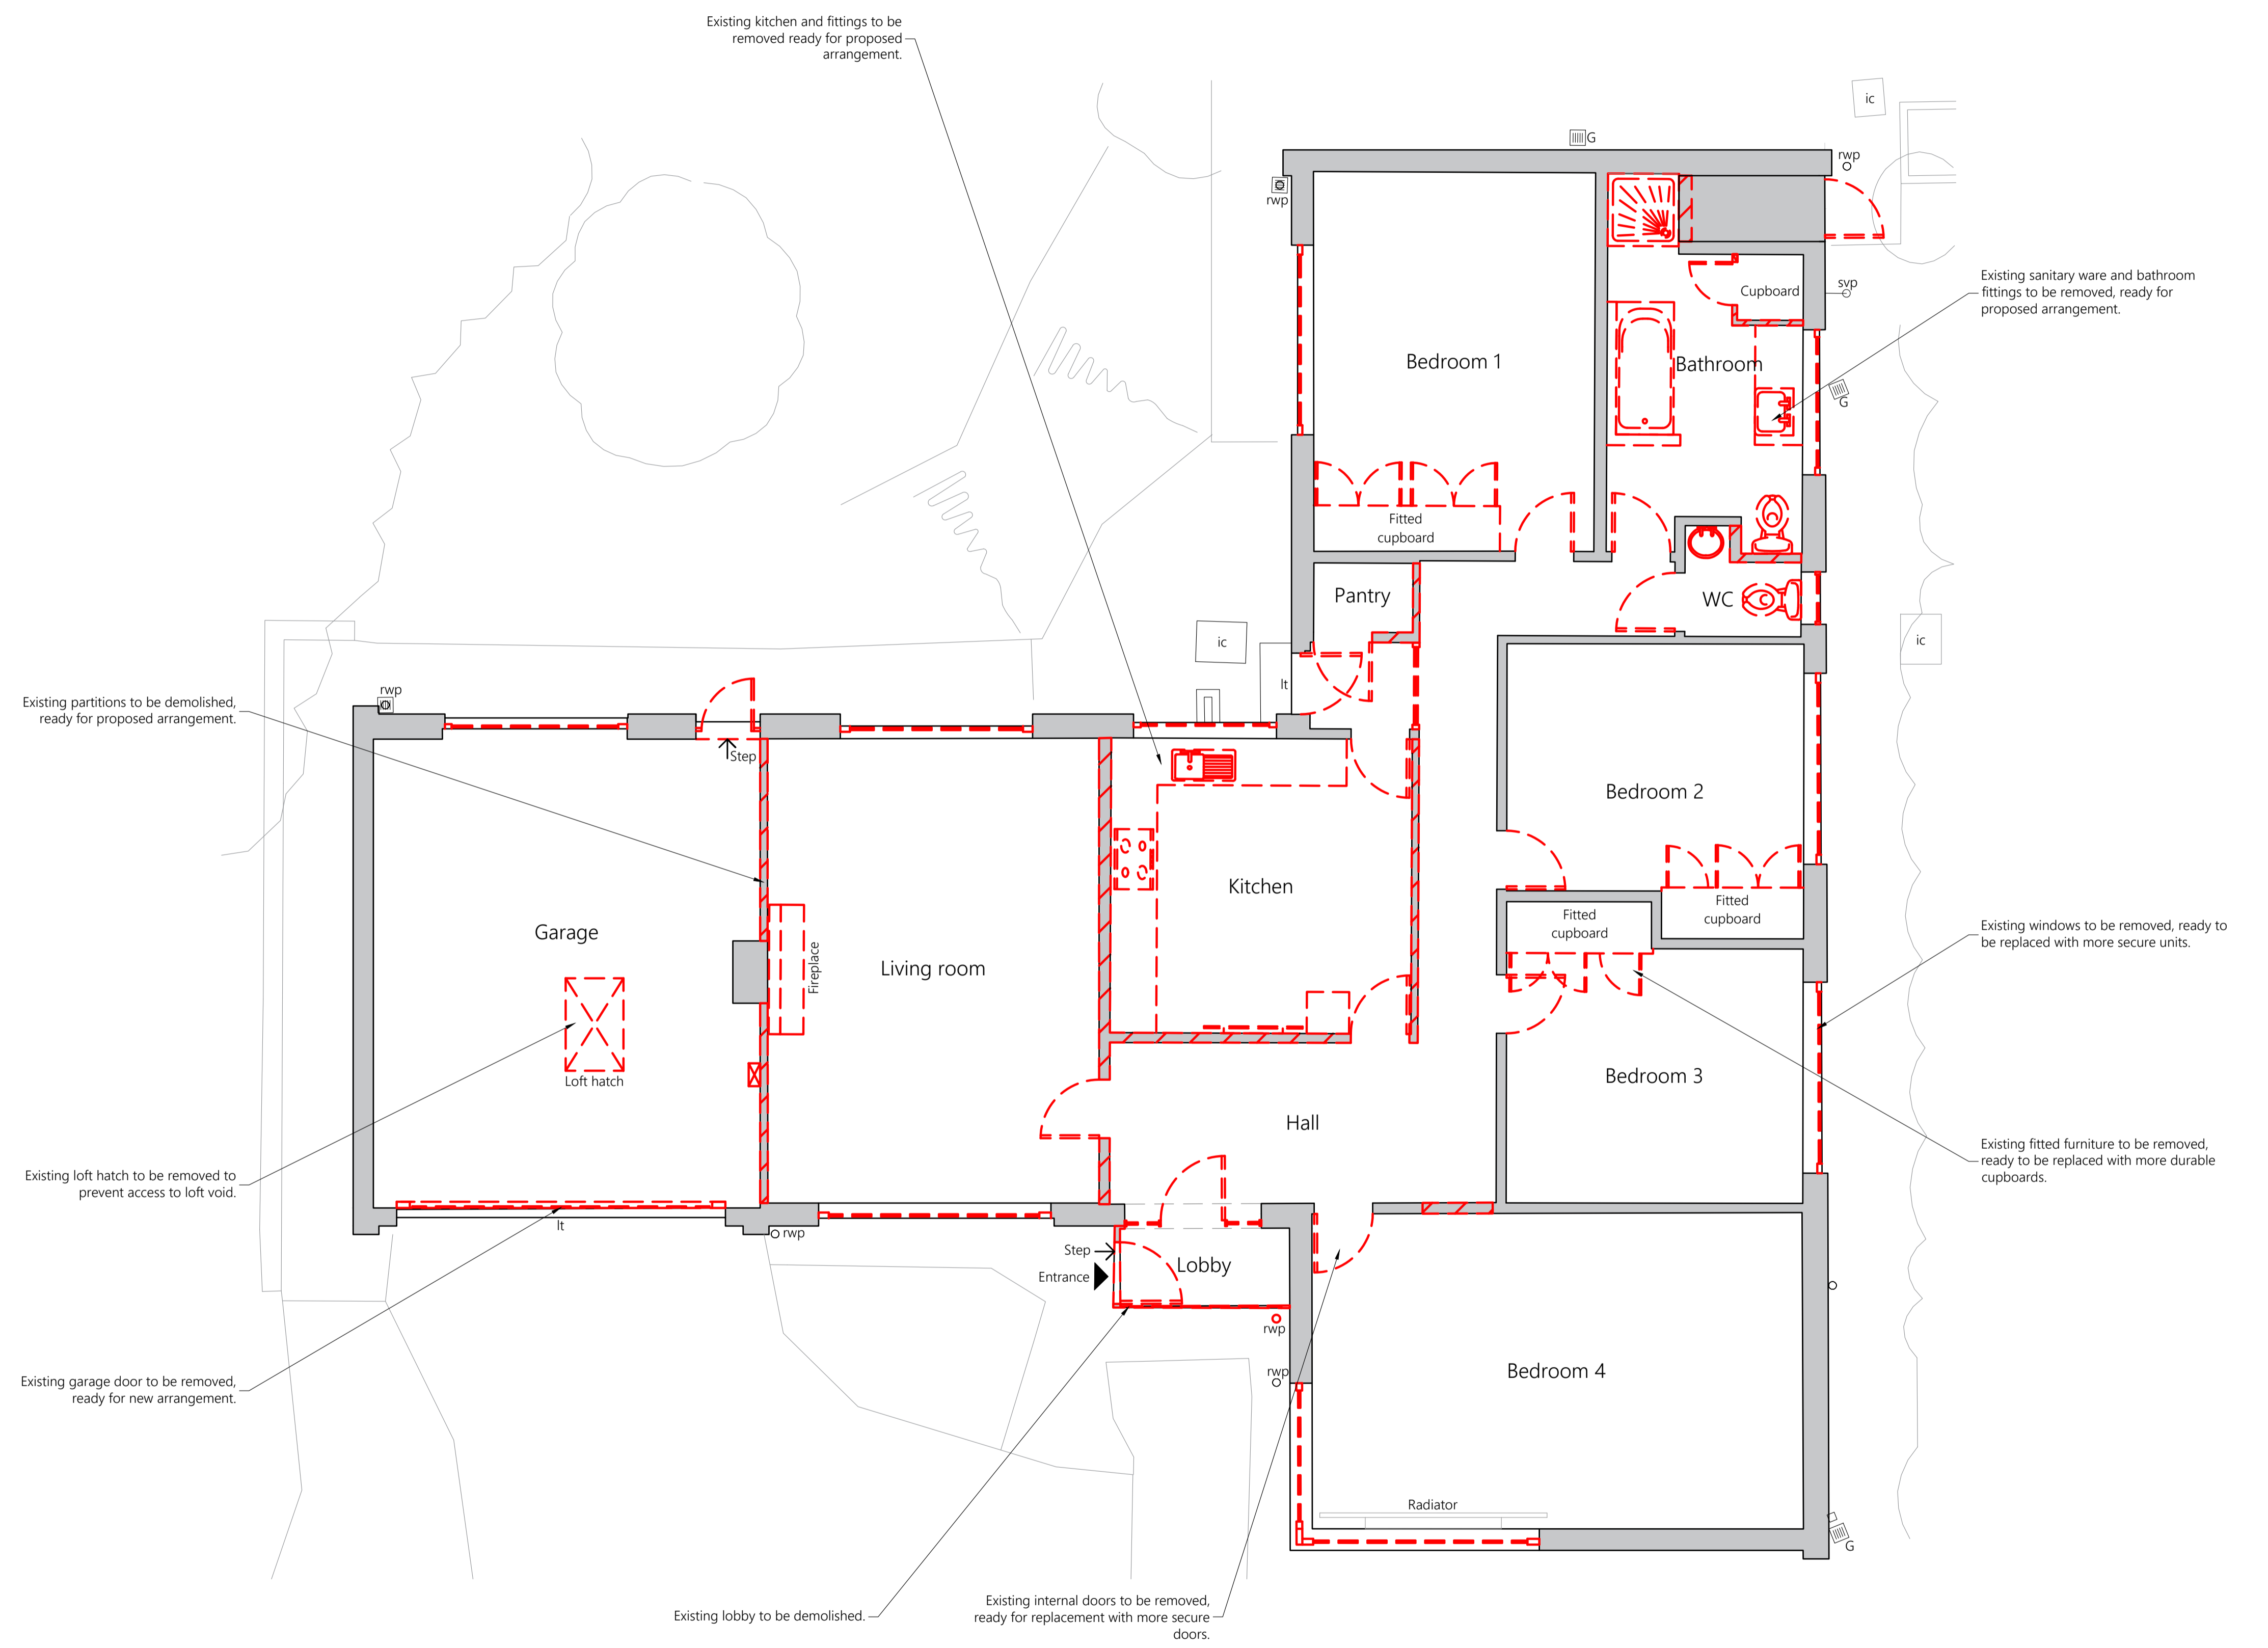 Existing kitchen and fittings to be
removed ready for proposed
arrangement.
ic
G
rwp
rwp
rwp
Existing sanitary ware and bathroom
fittings to be removed, ready for
proposed arrangement.
svp
Cupboard
Bedroom 1
Bathroom
G
Fitted
cupboard
Pantry
WC
ic
ic
lt
rwp
Existing partitions to be demolished,
ready for proposed arrangement.
Step
Bedroom 2
Kitchen
Fitted
cupboard
Fitted
cupboard
Garage
Living room
Fireplace
Existing windows to be removed, ready to
be replaced with more secure units.
Loft hatch
Bedroom 3
Hall
Existing fitted furniture to be removed,
ready to be replaced with more durable
cupboards.
Existing loft hatch to be removed to
prevent access to loft void.
lt
rwp
Step
Entrance
Lobby
rwp
rwp
Bedroom 4
Existing garage door to be removed,
ready for new arrangement.
Radiator
G
Existing lobby to be demolished.
Existing internal doors to be removed,
ready for replacement with more secure
doors.